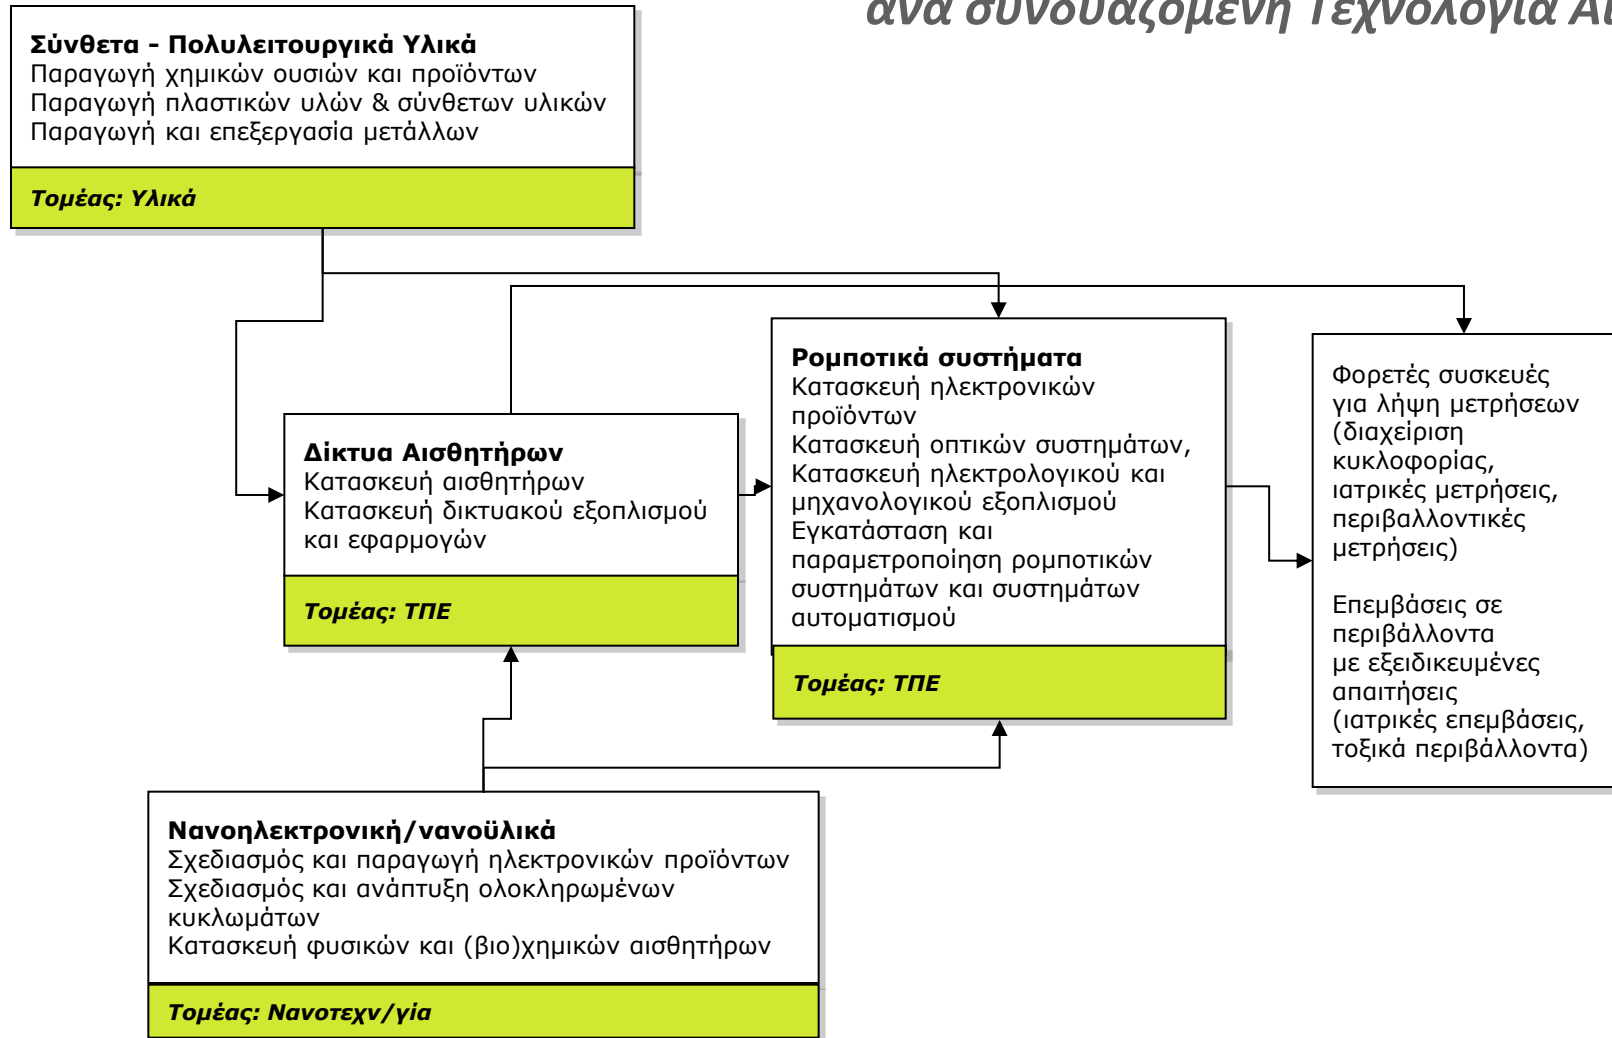 ανά συνδυαζόμενη Τεχνολογία
Σύνθετα - Πολυλειτουργικά Υλικά
Παραγωγή χημικών ουσιών και προϊόντων
Παραγωγή πλαστικών υλών & σύνθετων υλικών
Παραγωγή και επεξεργασία μετάλλων
Τομέας: Υλικά
Ρομποτικά συστήματα
Κατασκευή ηλεκτρονικών
προϊόντων
Κατασκευή οπτικών συστημάτων,
Κατασκευή ηλεκτρολογικού και
μηχανολογικού εξοπλισμού
Εγκατάσταση και
παραμετροποίηση ρομποτικών
συστημάτων και συστημάτων
αυτοματισμού
Τομέας: ΤΠΕ
Φορετές συσκευές
για λήψη μετρήσεων
(διαχείριση
κυκλοφορίας,
ιατρικές μετρήσεις,
περιβαλλοντικές
μετρήσεις)
Επεμβάσεις σε
περιβάλλοντα
με εξειδικευμένες
απαιτήσεις
(ιατρικές επεμβάσεις,
τοξικά περιβάλλοντα)
Δίκτυα Αισθητήρων
Κατασκευή αισθητήρων
Κατασκευή δικτυακού εξοπλισμού
και εφαρμογών
Τομέας: ΤΠΕ
Νανοηλεκτρονική/νανοϋλικά
Σχεδιασμός και παραγωγή ηλεκτρονικών προϊόντων
Σχεδιασμός και ανάπτυξη ολοκληρωμένων
κυκλωμάτων
Κατασκευή φυσικών και (βιο)χημικών αισθητήρων
Τομέας: Νανοτεχν/γία